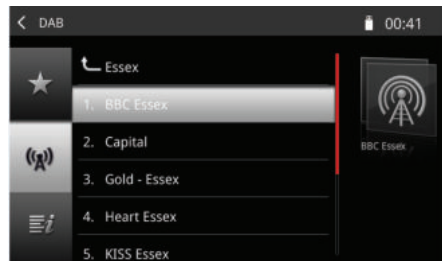 DAB
00:41
Essex
1. BBC Essex
2. Capital
3. Gold - Essex
4. Heart Essex
5. KISS Essex
BBC Essex